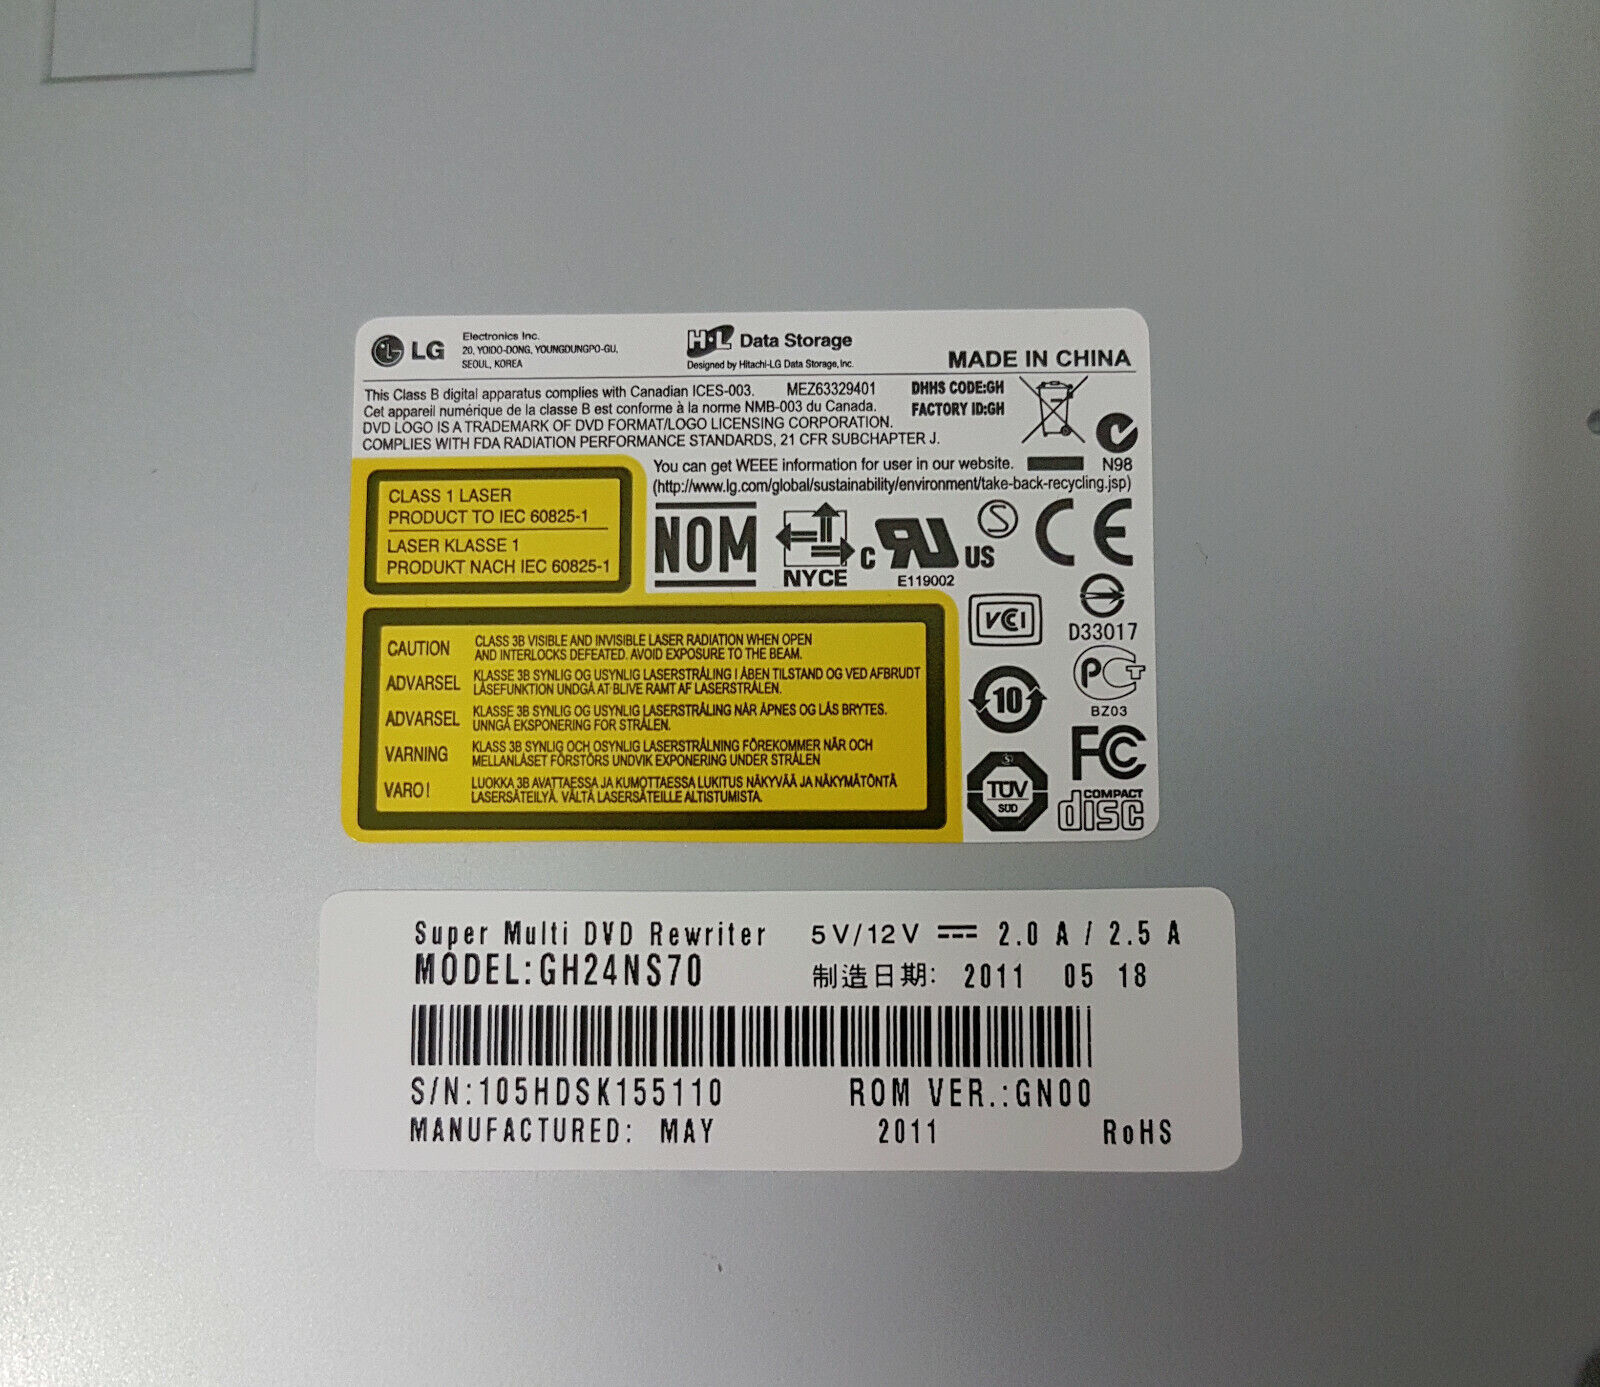 LG
Electronics Inc.
20, YOIDO-DONG, YOUNGDUNGPO-GU,
SEOUL, KOREA
H·L Data Storage
Designed by Hitachi-LG Data Storage, Inc.
MADE IN CHINA
This Class B digital apparatus complies with Canadian ICES-003. MEZ63329401
Cet appareil numérique de la classe B est conforme à la norme NMB-003 du Canada.
DVD LOGO IS A TRADEMARK OF DVD FORMAT/LOGO LICENSING CORPORATION.
COMPLIES WITH FDA RADIATION PERFORMANCE STANDARDS, 21 CFR SUBCHAPTER J.
DHHS CODE:GH
FACTORY ID:GH
N98
You can get WEEE information for user in our website.
(http://www.lg.com/global/sustainability/environment/take-back-recycling.jsp)
CLASS 1 LASER
PRODUCT TO IEC 60825-1
LASER KLASSE 1
PRODUKT NACH IEC 60825-1
NOM
NYCE
C RU US
E119002
S
CE
VCI
D33017
10
PCT
BZ03
FC
TÜV
SÜD
COMPACT
disc
CAUTION CLASS 3B VISIBLE AND INVISIBLE LASER RADIATION WHEN OPEN
AND INTERLOCKS DEFEATED. AVOID EXPOSURE TO THE BEAM.
ADVARSEL KLASSE 3B SYNLIG OG USYNLIG LASERSTRÅLING I ÅBEN TILSTAND OG VED AFBRUDT
LÅSEFUNKTION UNDGÅ AT BLIVE RAMT AF LASERSTRÅLEN.
ADVARSEL KLASSE 3B SYNLIG OG USYNLIG LASERSTRÅLING NÅR ÅPNES OG LÅS BRYTES.
UNNGÅ EKSPONERING FOR STRÅLEN.
VARNING KLASS 3B SYNLIG OCH OSYNLIG LASERSTRÅLNING FÖREKOMMER NÄR OCH
MELLANLÅSET FÖRSTÖRS UNDVIK EXPONERING UNDER STRÅLEN
VARO! LUOKKA 3B AVATTAESSA JA KUMOTTAESSA LUKITUS NÄKYVÄÄ JA NÄKYMÄTÖNTÄ
LASERSÄTEILYÄ. VÄLTÄ LASERSÄTEILLE ALTISTUMISTA.
Super Multi DVD Rewriter 5V/12V 2.0 A / 2.5 A
MODEL:GH24NS70 制造日期: 2011 05 18
S/N:105HDSK155110 ROM VER.:GN00
MANUFACTURED: MAY 2011 RoHS